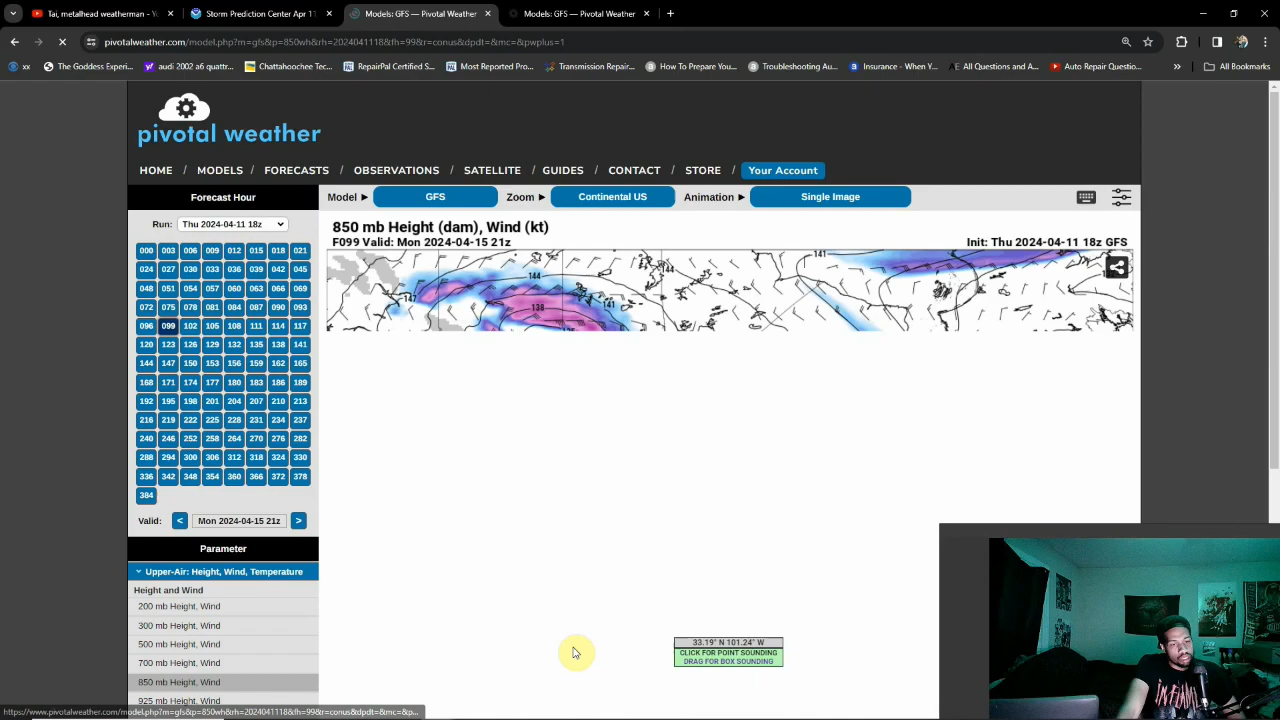 Tai, metalhead weatherman - Y
Storm Prediction Center Apr 11
Models: GFS — Pivotal Weather
Models: GFS — Pivotal Weather
pivotalweather.com/model.php?m=gfs&p=850wh&rh=2024041118&fh=99&r=conus&dpdt=&mc=&pwplus=1
xx
The Goddess Experi...
audi 2002 a6 quattr...
Chattahoochee Tec...
RepairPal Certified S...
Most Reported Pro...
Transmission Repair...
How To Prepare You...
Troubleshooting Au...
Insurance - When Y...
All Questions and A...
Auto Repair Questio...
All Bookmarks
pivotal weather
HOME / MODELS / FORECASTS / OBSERVATIONS / SATELLITE / GUIDES / CONTACT / STORE / Your Account
Forecast Hour
Model GFS Zoom Continental US Animation Single Image
Run: Thu 2024-04-11 18z
850 mb Height (dam), Wind (kt)
F099 Valid: Mon 2024-04-15 21z
Init: Thu 2024-04-11 18z GFS
000 003 006 009 012 015 018 021
024 027 030 033 036 039 042 045
048 051 054 057 060 063 066 069
072 075 078 081 084 087 090 093
096 099 102 105 108 111 114 117
120 123 126 129 132 135 138 141
144 147 150 153 156 159 162 165
168 171 174 177 180 183 186 189
192 195 198 201 204 207 210 213
216 219 222 225 228 231 234 237
240 246 252 258 264 270 276 282
288 294 300 306 312 318 324 330
336 342 348 354 360 366 372 378
384
141
144
144
147
138
141
Valid: < Mon 2024-04-15 21z >
Parameter
Upper-Air: Height, Wind, Temperature
Height and Wind
200 mb Height, Wind
300 mb Height, Wind
500 mb Height, Wind
700 mb Height, Wind
850 mb Height, Wind
925 mb Height, Wind
33.19° N 101.24° W
CLICK FOR POINT SOUNDING
DRAG FOR BOX SOUNDING
https://www.pivotalweather.com/model.php?m=gfs&p=850wh&rh=2024041118&fh=99&r=conus&dpdt=&mc=&p...